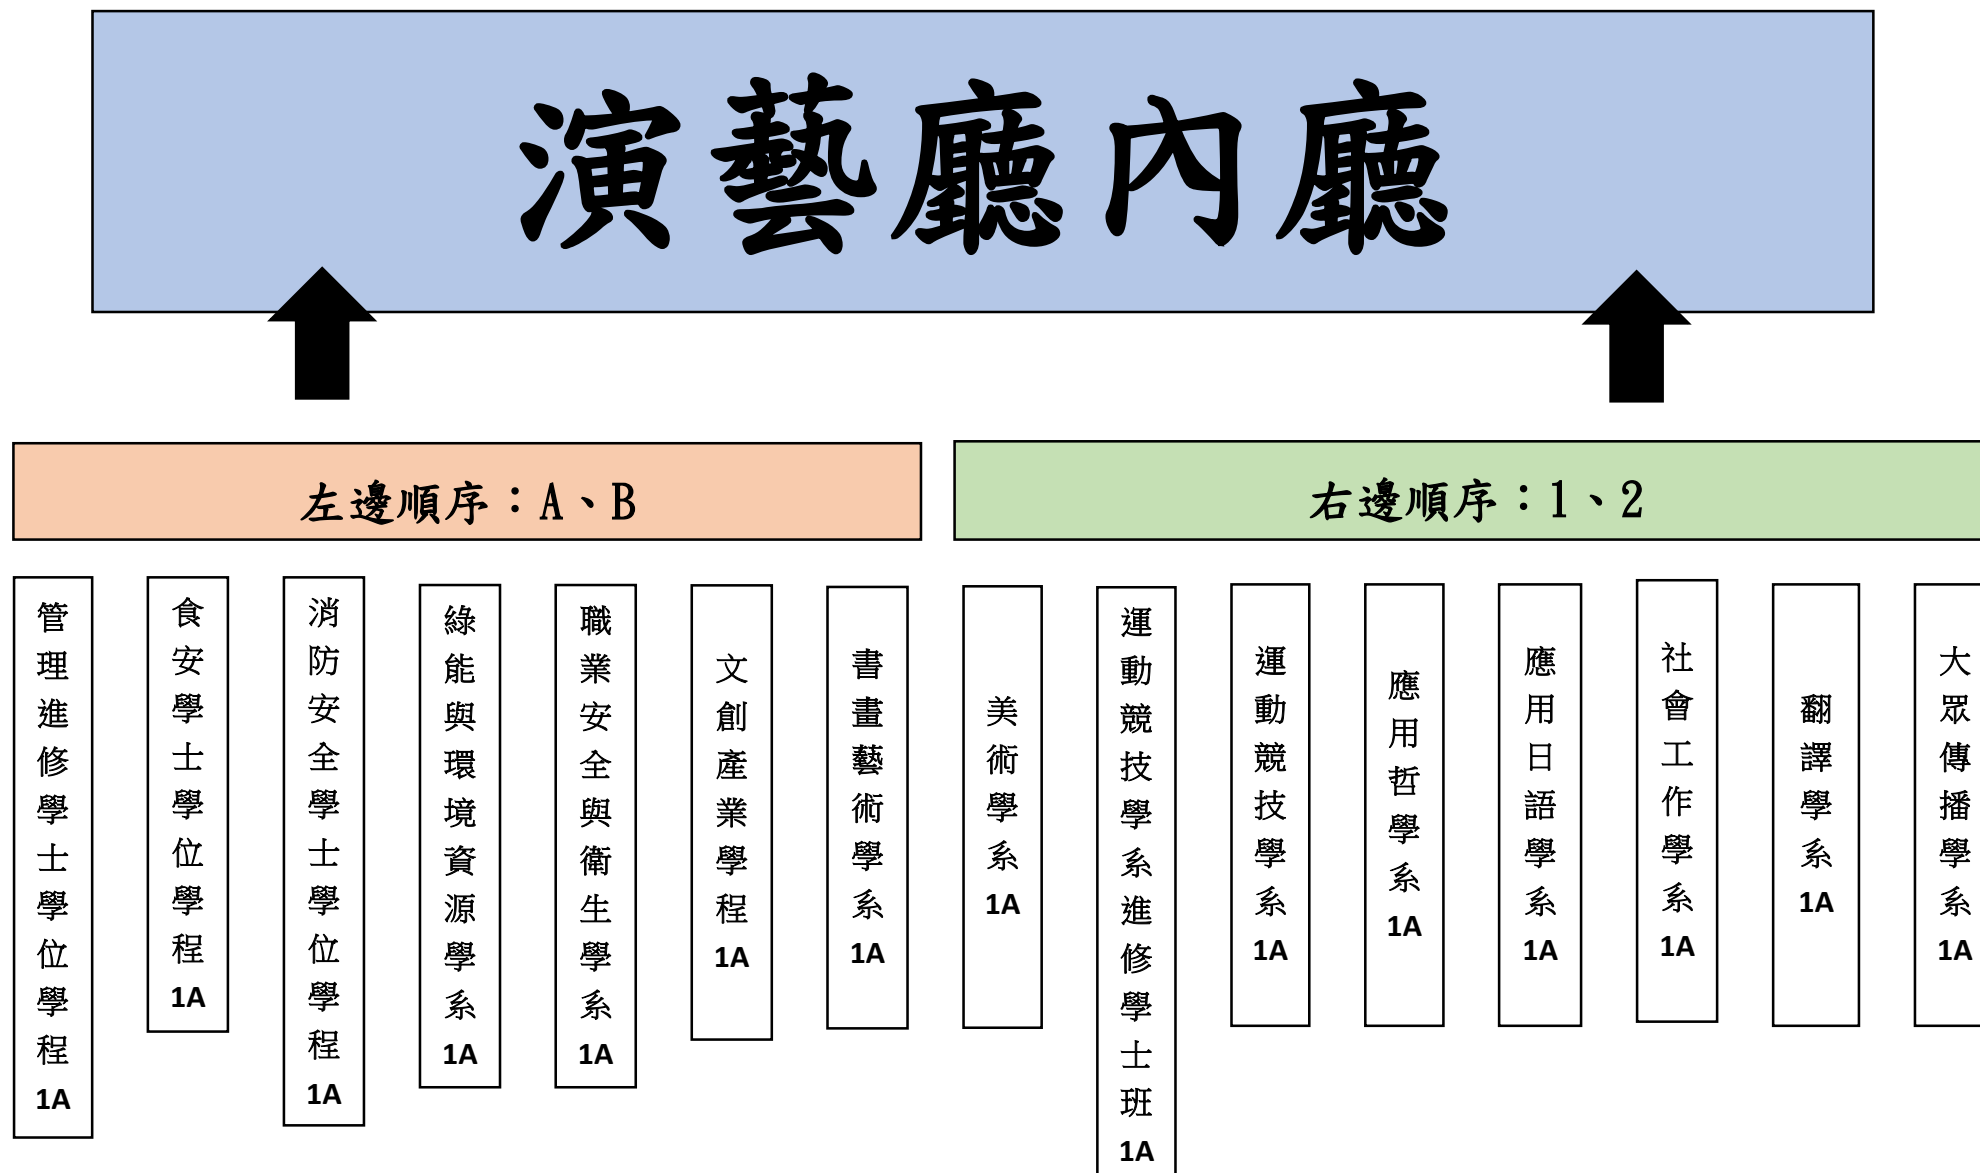 演藝廳內廳
左邊順序：A、B
右邊順序：1、2
管理進修學士學位學程1A
食安學士學位學程1A
消防安全學士學位學程1A
綠能與環境資源學系1A
職業安全與衛生學系1A
文創產業學程1A
書畫藝術學系1A
美術學系1A
運動競技學系進修學士班1A
運動競技學系1A
應用哲學系1A
應用日語學系1A
社會工作學系1A
翻譯學系1A
大眾傳播學系1A